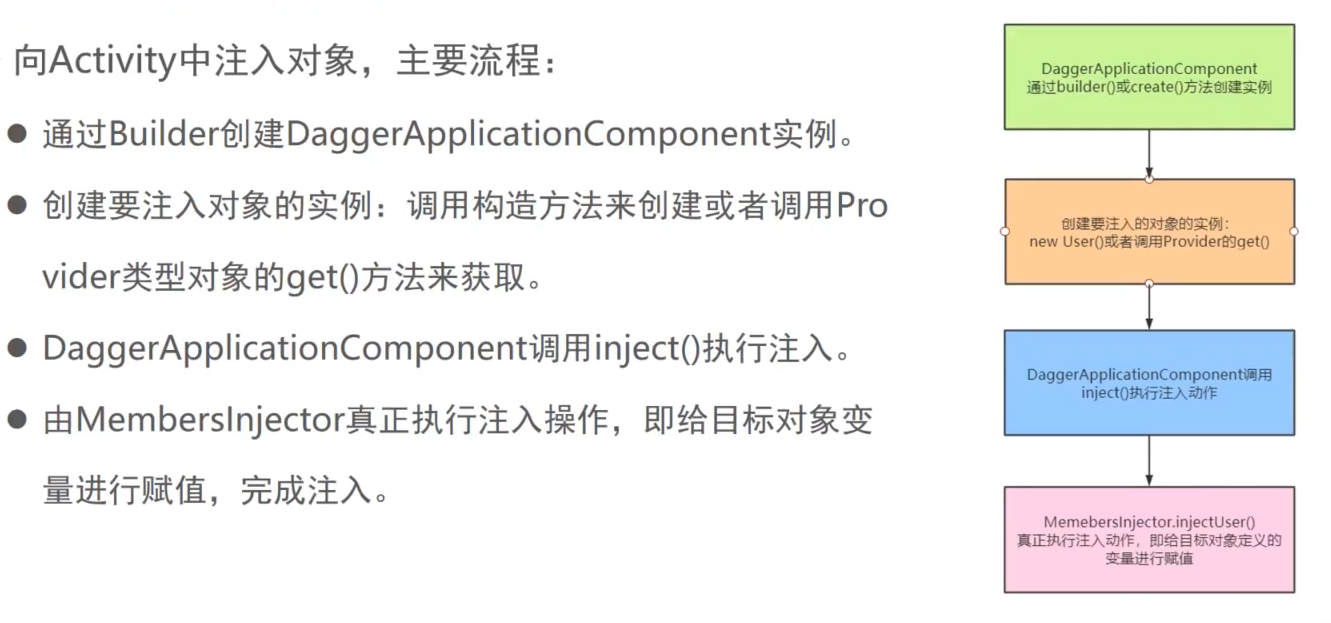 向Activity中注入对象，主要流程：
● 通过Builder创建DaggerApplicationComponent实例。
● 创建要注入对象的实例：调用构造方法来创建或者调用Pro
vider类型对象的get()方法来获取。
● DaggerApplicationComponent调用inject()执行注入。
● 由MembersInjector真正执行注入操作，即给目标对象变
量进行赋值，完成注入。
DaggerApplicationComponent
通过builder()或create()方法创建实例
创建要注入的对象的实例：
new User()或者调用Provider的get()
DaggerApplicationComponent调用
inject()执行注入动作
MemebersInjector.injectUser()
真正执行注入动作，即给目标对象定义的
变量进行赋值